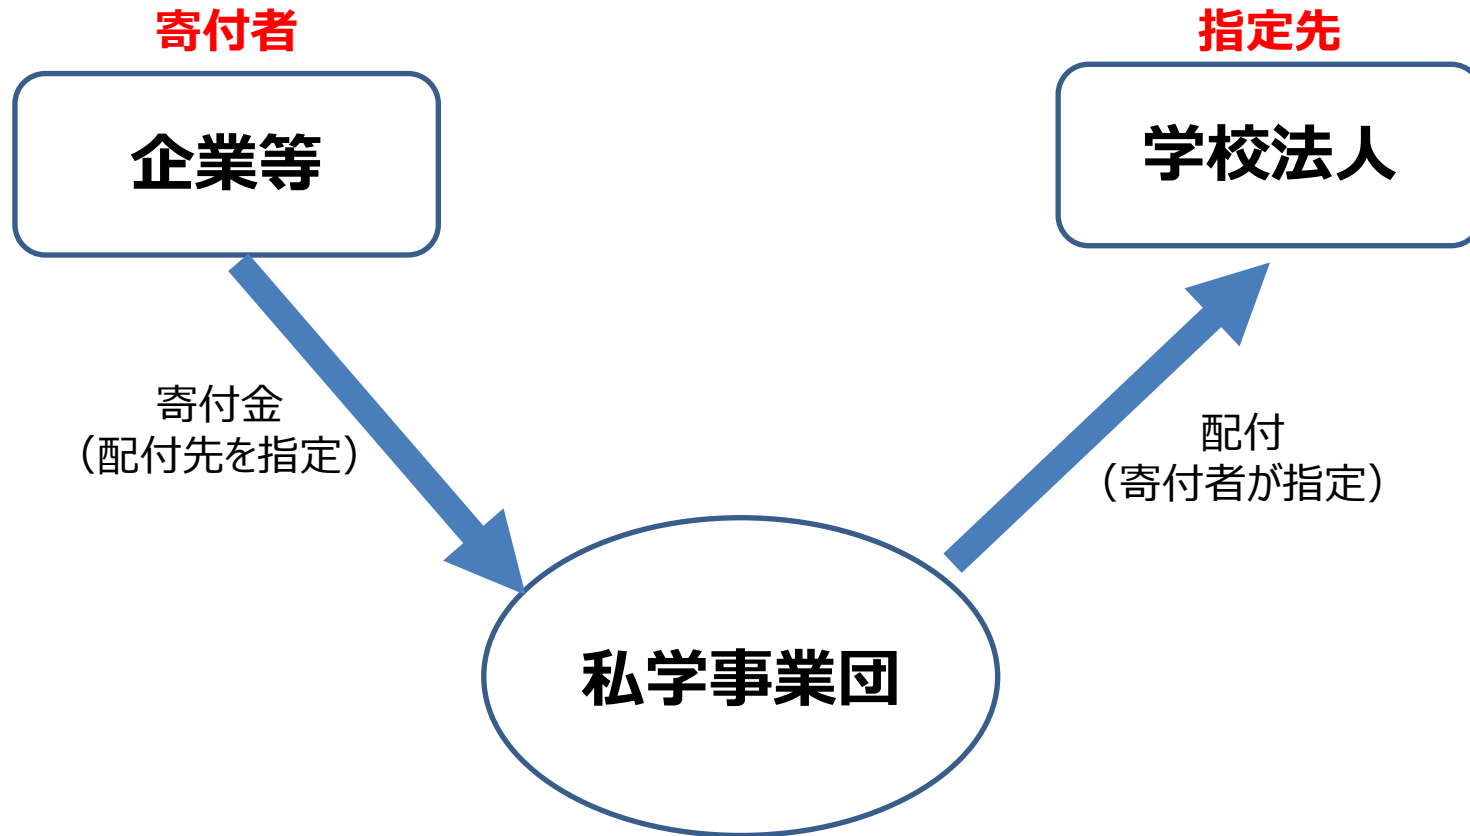 寄付者
企業等
指定先
学校法人
寄付金
（配付先を指定）
配付
（寄付者が指定）
私学事業団